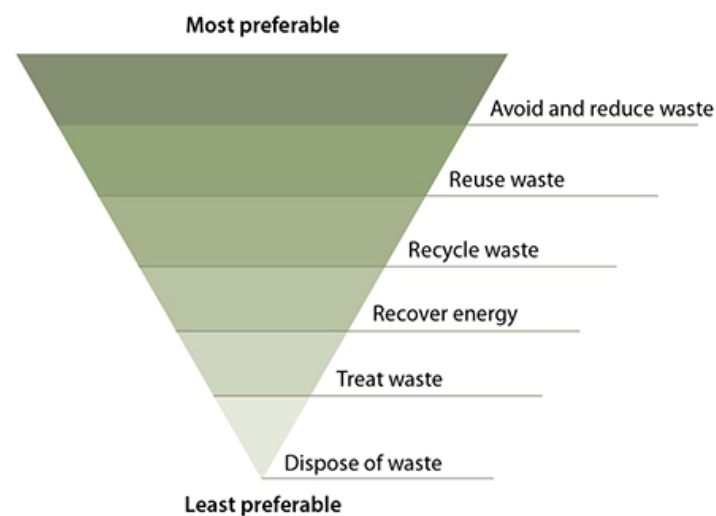 Most preferable
Avoid and reduce waste
Reuse waste
Recycle waste
Recover energy
Treat waste
Dispose of waste
Least preferable